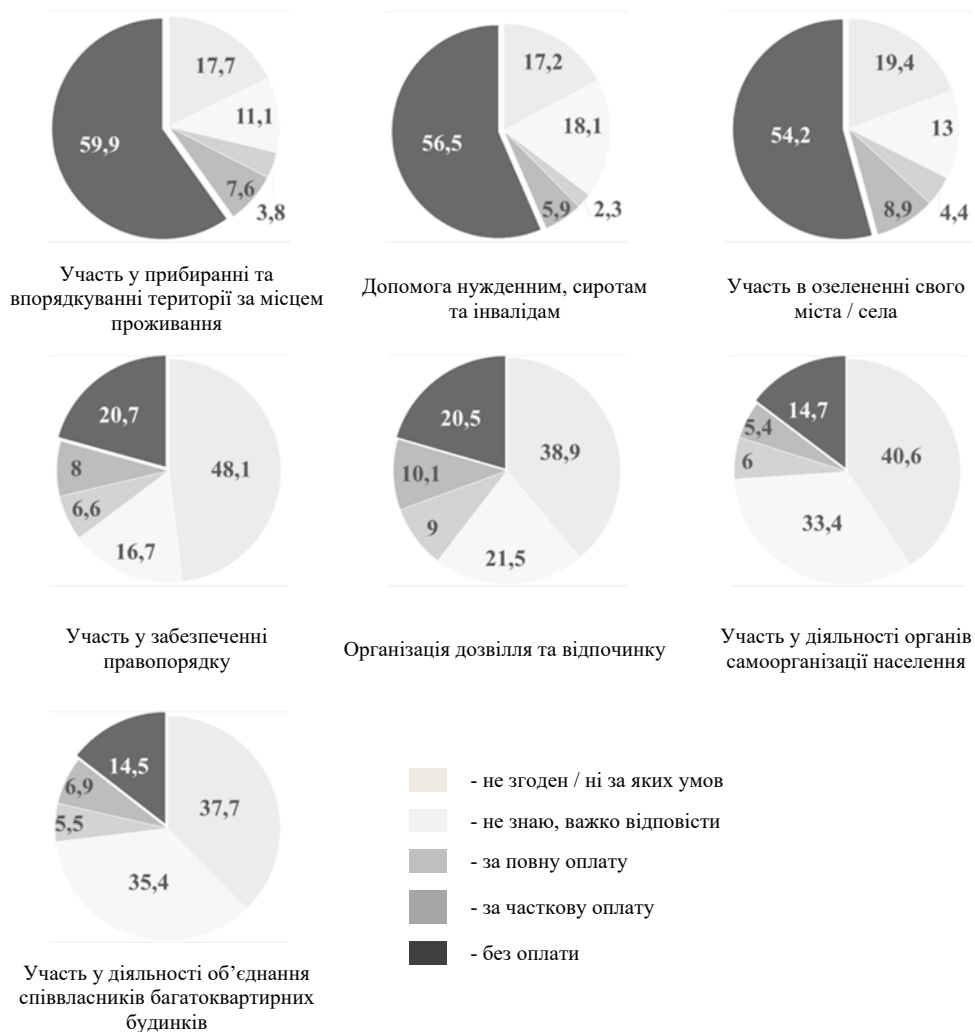 17,7
11,1
59,9
7,6
3,8
Участь у прибиранні та
впорядкуванні території за місцем
проживання
17,2
18,1
56,5
5,9
2,3
Допомога нужденним, сиротам
та інвалідам
19,4
13
54,2
8,9
4,4
Участь в озелененні свого
міста / села
20,7
48,1
8
6,6
16,7
Участь у забезпеченні
правопорядку
20,5
38,9
10,1
9
21,5
Організація дозвілля та відпочинку
14,7
5,4
40,6
6
33,4
Участь у діяльності органів
самоорганізації населення
14,5
6,9
37,7
5,5
35,4
Участь у діяльності об’єднання
співвласників багатоквартирних
будинків
- не згоден / ні за яких умов
- не знаю, важко відповісти
- за повну оплату
- за часткову оплату
- без оплати